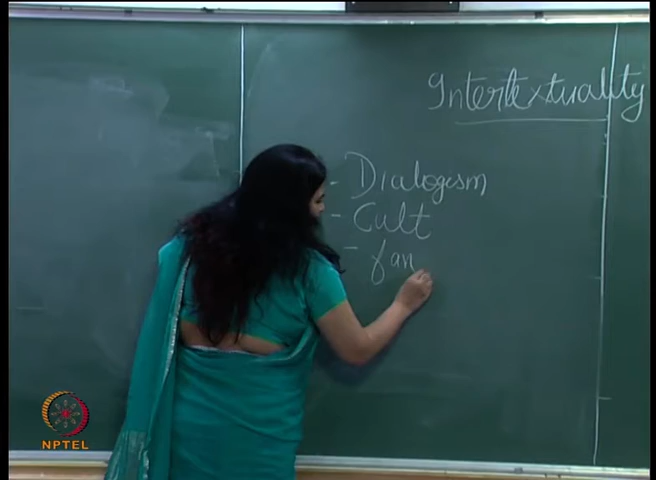 Intertextuality
- Dialogism
- Cult
- fan
NPTEL